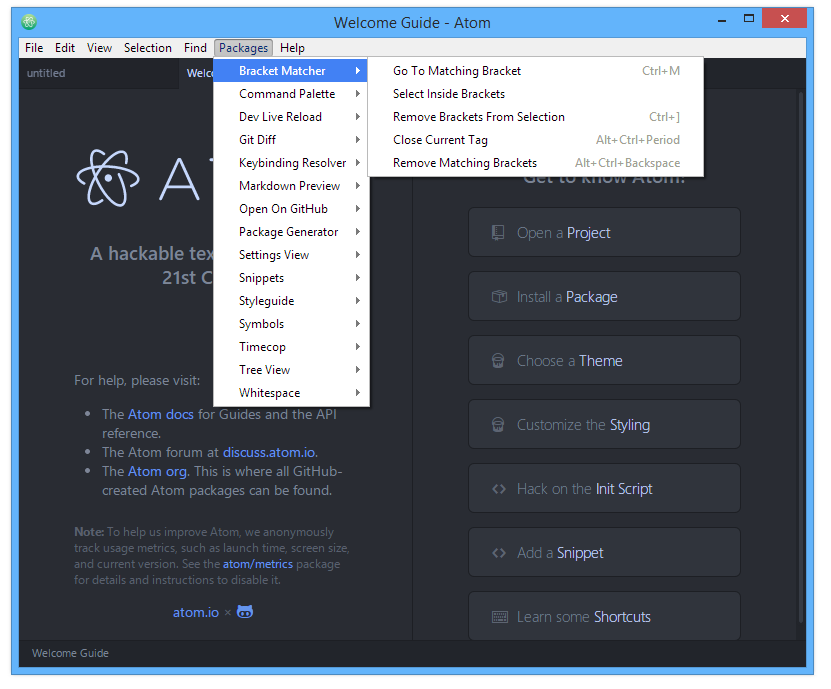 Welcome Guide - Atom
File Edit View Selection Find Packages Help
untitled
Welc
Bracket Matcher
Command Palette
Dev Live Reload
Git Diff
Keybinding Resolver
Markdown Preview
Open On GitHub
Package Generator
Settings View
Snippets
Styleguide
Symbols
Timecop
Tree View
Whitespace
Go To Matching Bracket Ctrl+M
Select Inside Brackets
Remove Brackets From Selection Ctrl+]
Close Current Tag Alt+Ctrl+Period
Remove Matching Brackets Alt+Ctrl+Backspace
A
A hackable tex
21st C
For help, please visit:
• The Atom docs for Guides and the API
reference.
• The Atom forum at discuss.atom.io.
• The Atom org. This is where all GitHub-
created Atom packages can be found.
Note: To help us improve Atom, we anonymously
track usage metrics, such as launch time, screen size,
and current version. See the atom/metrics package
for details and instructions to disable it.
atom.io ×
Get to know Atom!
Open a Project
Install a Package
Choose a Theme
Customize the Styling
Hack on the Init Script
Add a Snippet
Learn some Shortcuts
Welcome Guide